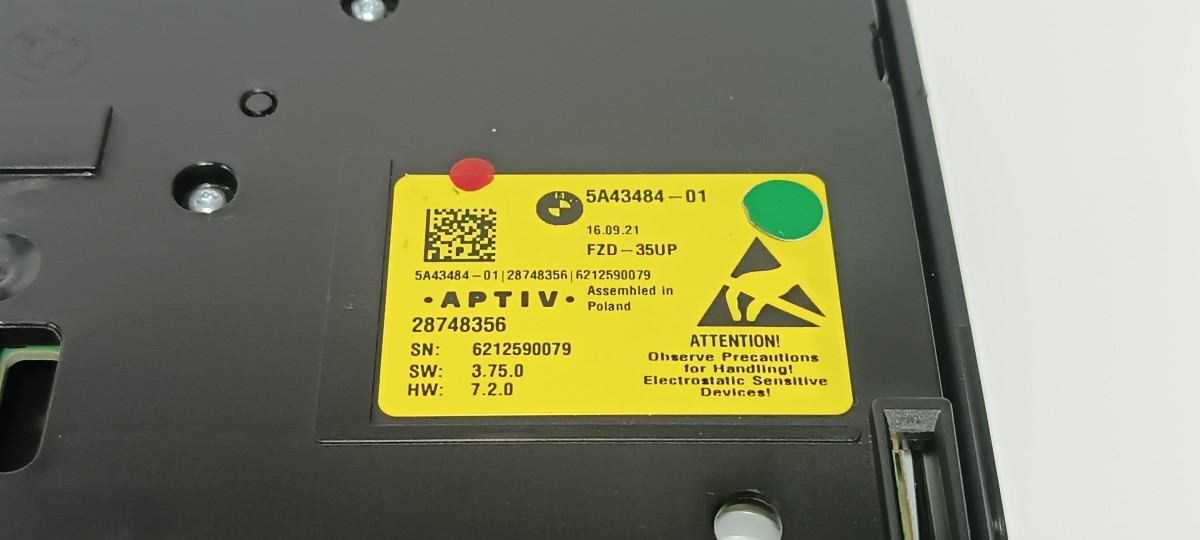 5A43484-01
16.09.21
FZD-35UP
5A43484-01|28748356|6212590079
·APTIV·
Assembled in
Poland
28748356
SN: 6212590079
SW: 3.75.0
HW: 7.2.0
ATTENTION!
Observe Precautions
for Handling!
Electrostatic Sensitive
Devices!